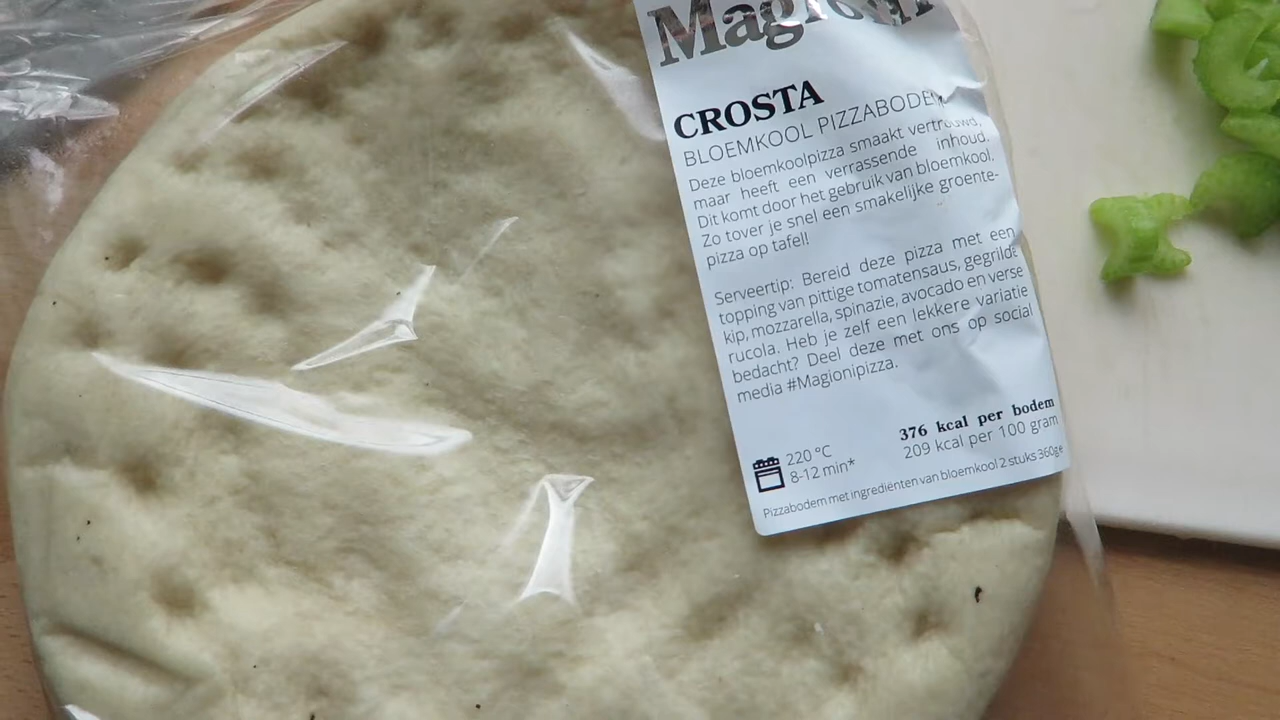 Magioni
CROSTA
BLOEMKOOL PIZZABODEM
Deze bloemkoolpizza smaakt vertrouwd,
maar heeft een verrassende inhoud.
Dit komt door het gebruik van bloemkool.
Zo tover je snel een smakelijke groente-
pizza op tafel!
Serveertip: Bereid deze pizza met een
topping van pittige tomatensaus, gegrilde
kip, mozzarella, spinazie, avocado en verse
rucola. Heb je zelf een lekkere variatie
bedacht? Deel deze met ons op social
media #Magionipizza.
376 kcal per bodem
209 kcal per 100 gram
220 °C
8-12 min*
Pizzabodem met ingrediënten van bloemkool 2 stuks 360g℮